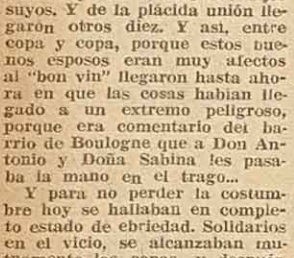 suyos. Y de la plácida unión lle-
garon otros diez. Y así, entre
copa y copa, porque estos bue-
nos esposos eran muy afectos
al "bon vin" llegaron hasta aho-
ra en que las cosas habian lle-
gado a un extremo peligroso,
porque era comentario del ba-
rrio de Boulogne que a Don An-
tonio y Doña Sabina les pasa-
ba la mano en el trago...
Y para no perder la costum-
bre hoy se hallaban en comple-
to estado de ebriedad. Solidarios
en el vicio, se alcanzaban mu-